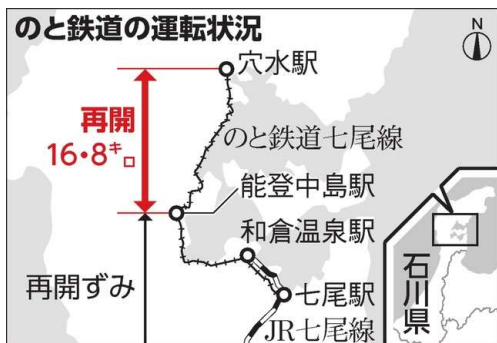 のと鉄道の運転状況
N
穴水駅
再開
16・8キロ
のと鉄道七尾線
能登中島駅
和倉温泉駅
再開ずみ
七尾駅
JR七尾線
石川県